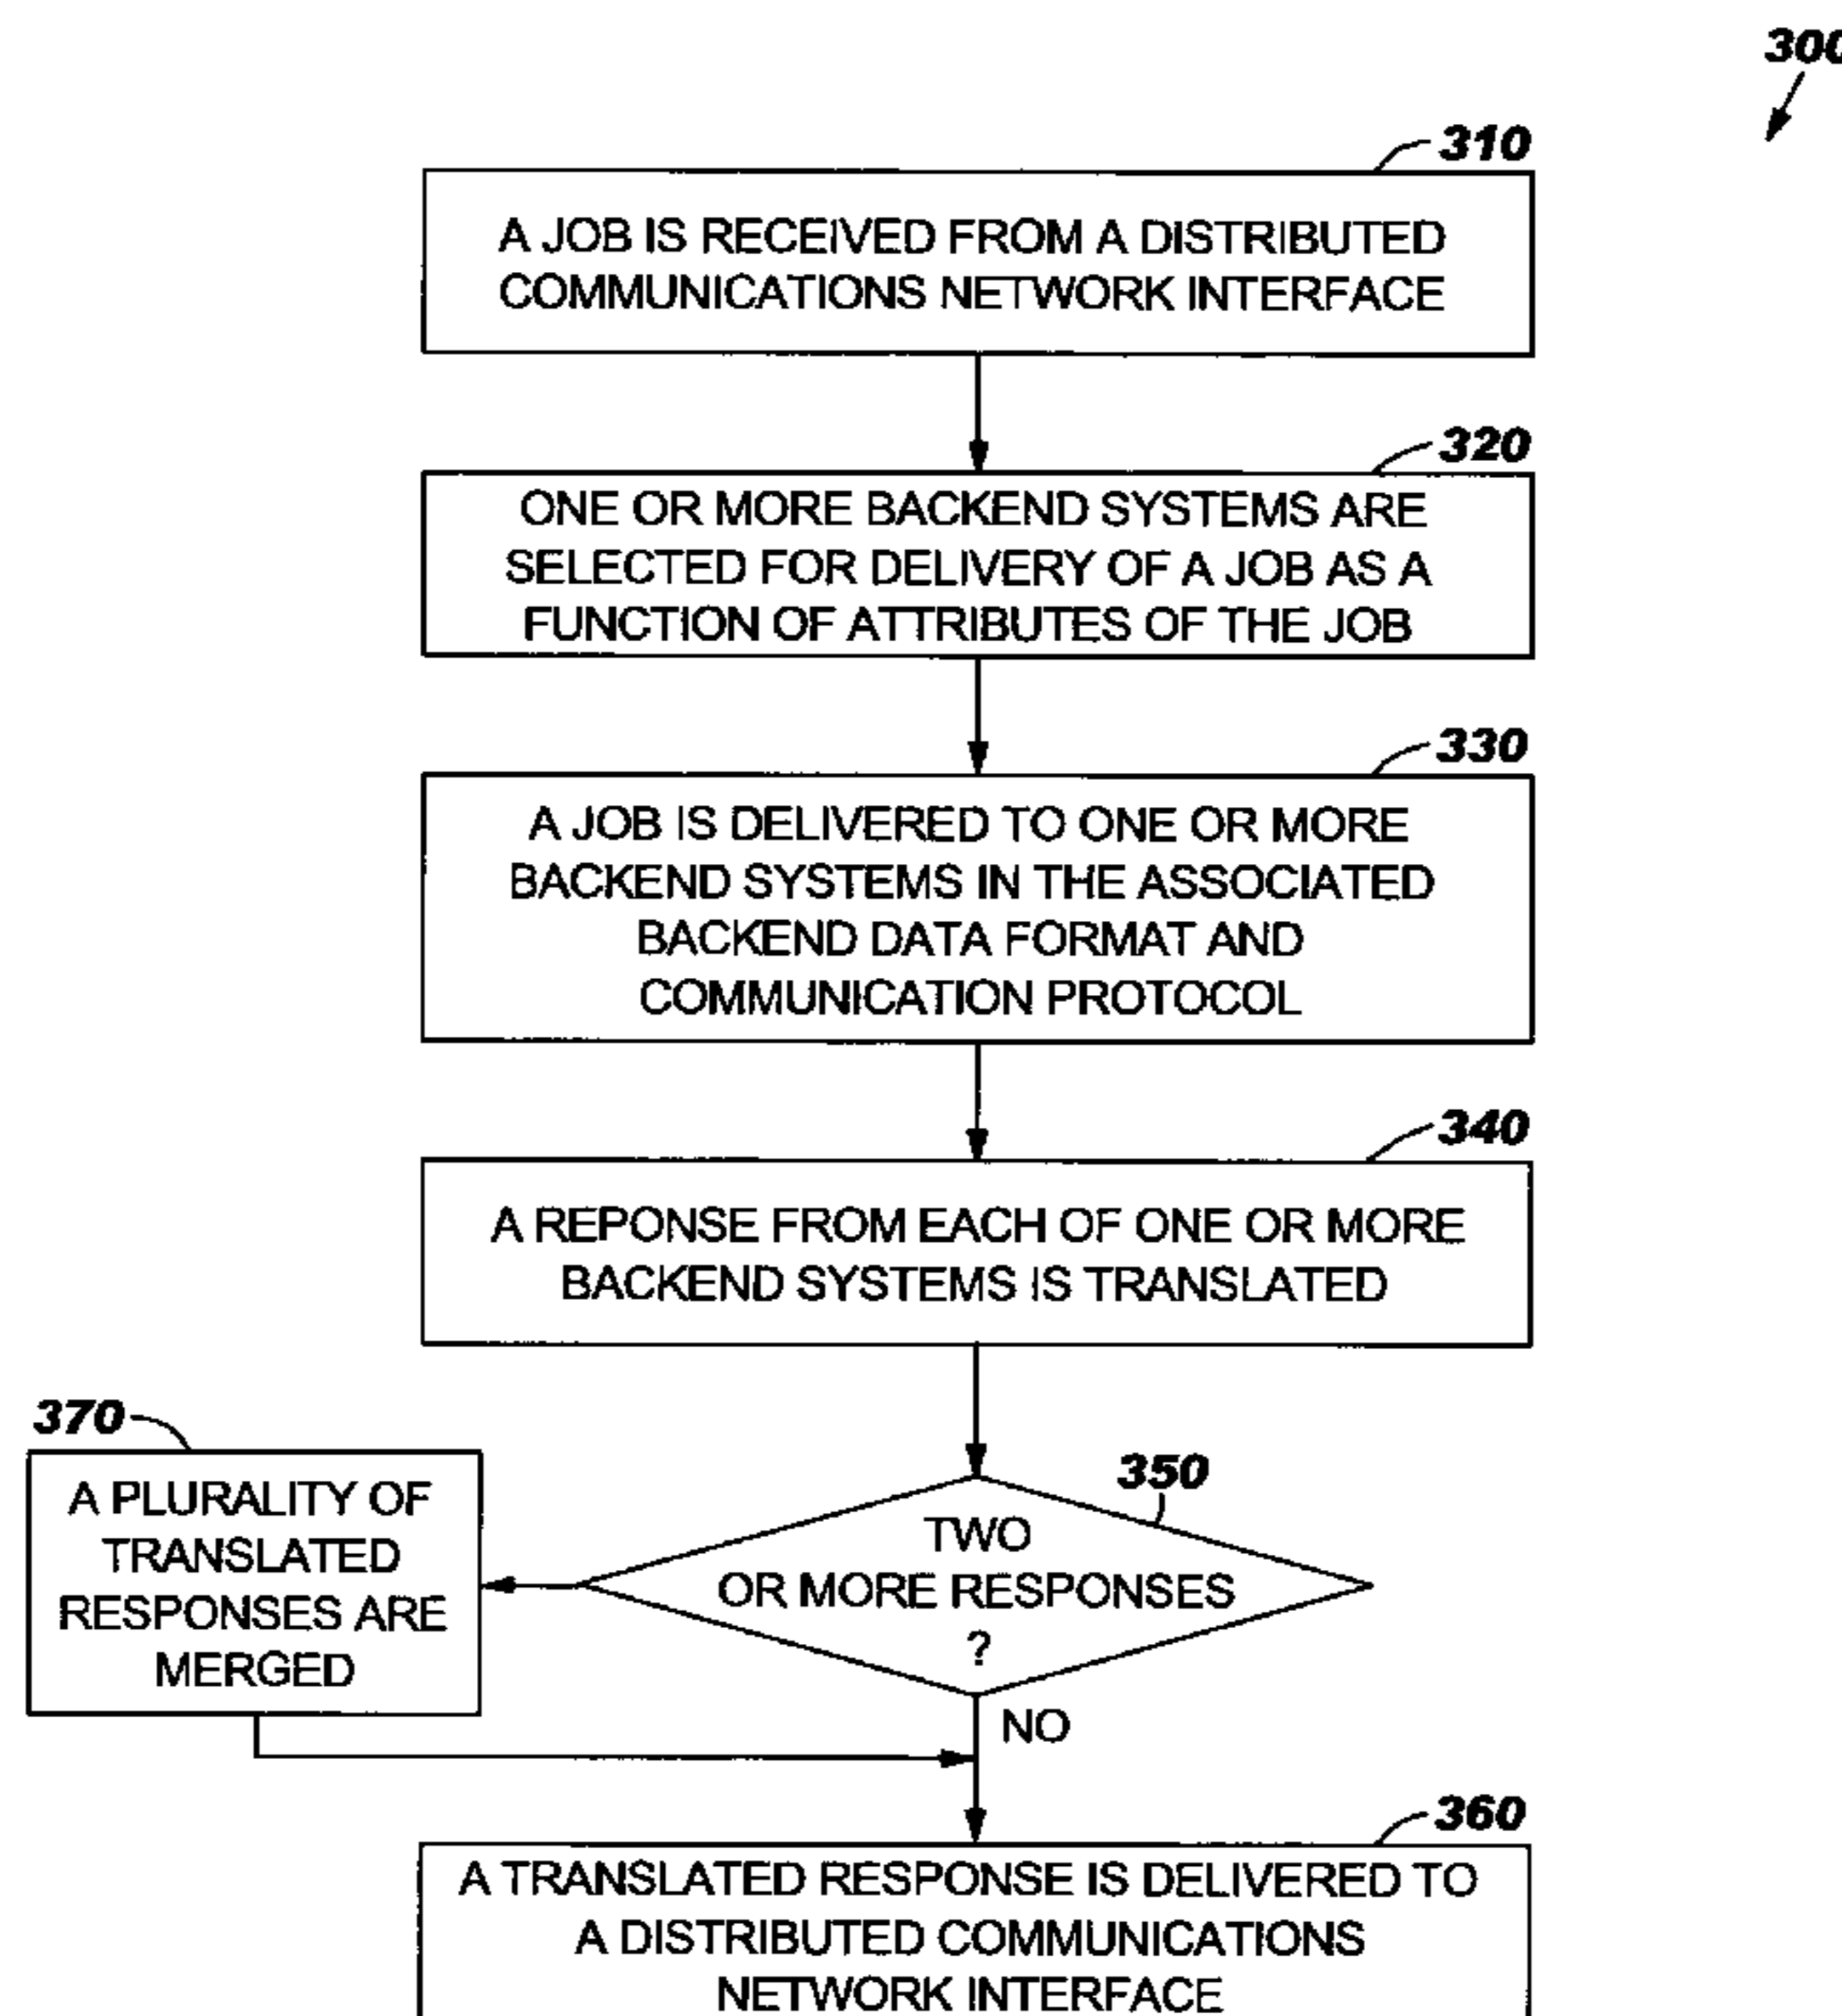 300
310
A JOB IS RECEIVED FROM A DISTRIBUTED
COMMUNICATIONS NETWORK INTERFACE
320
ONE OR MORE BACKEND SYSTEMS ARE
SELECTED FOR DELIVERY OF A JOB AS A
FUNCTION OF ATTRIBUTES OF THE JOB
330
A JOB IS DELIVERED TO ONE OR MORE
BACKEND SYSTEMS IN THE ASSOCIATED
BACKEND DATA FORMAT AND
COMMUNICATION PROTOCOL
340
A REPONSE FROM EACH OF ONE OR MORE
BACKEND SYSTEMS IS TRANSLATED
350
TWO
OR MORE RESPONSES
?
NO
370
A PLURALITY OF
TRANSLATED
RESPONSES ARE
MERGED
360
A TRANSLATED RESPONSE IS DELIVERED TO
A DISTRIBUTED COMMUNICATIONS
NETWORK INTERFACE